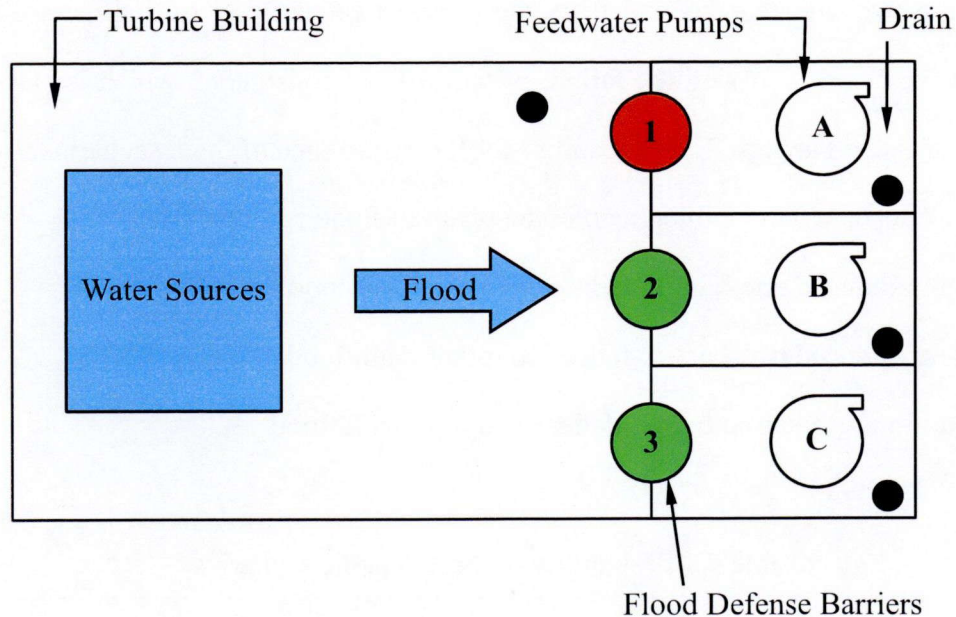 Turbine Building
Feedwater Pumps
Drain
1
A
Water Sources
Flood
2
B
3
C
Flood Defense Barriers